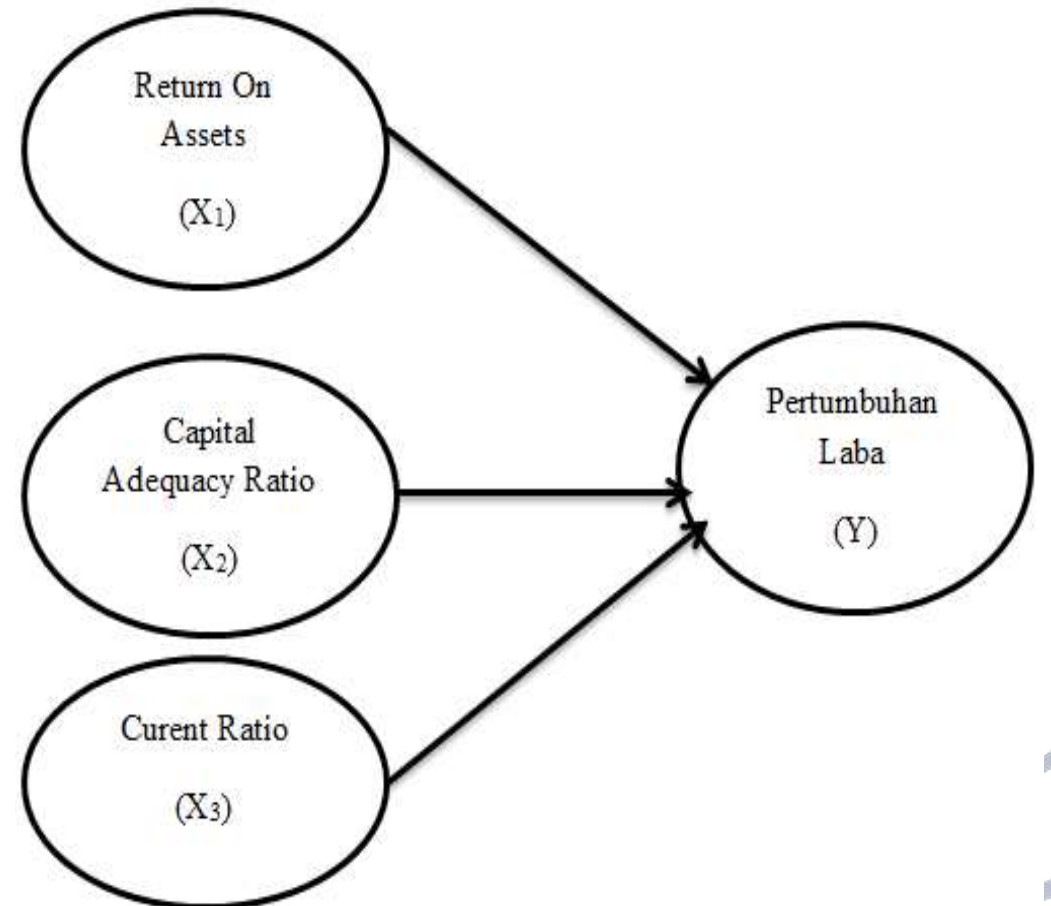 Return On
Assets
(X₁)
Capital
Adequacy Ratio
(X₂)
Curent Ratio
(X₃)
Pertumbuhan
Laba
(Y)